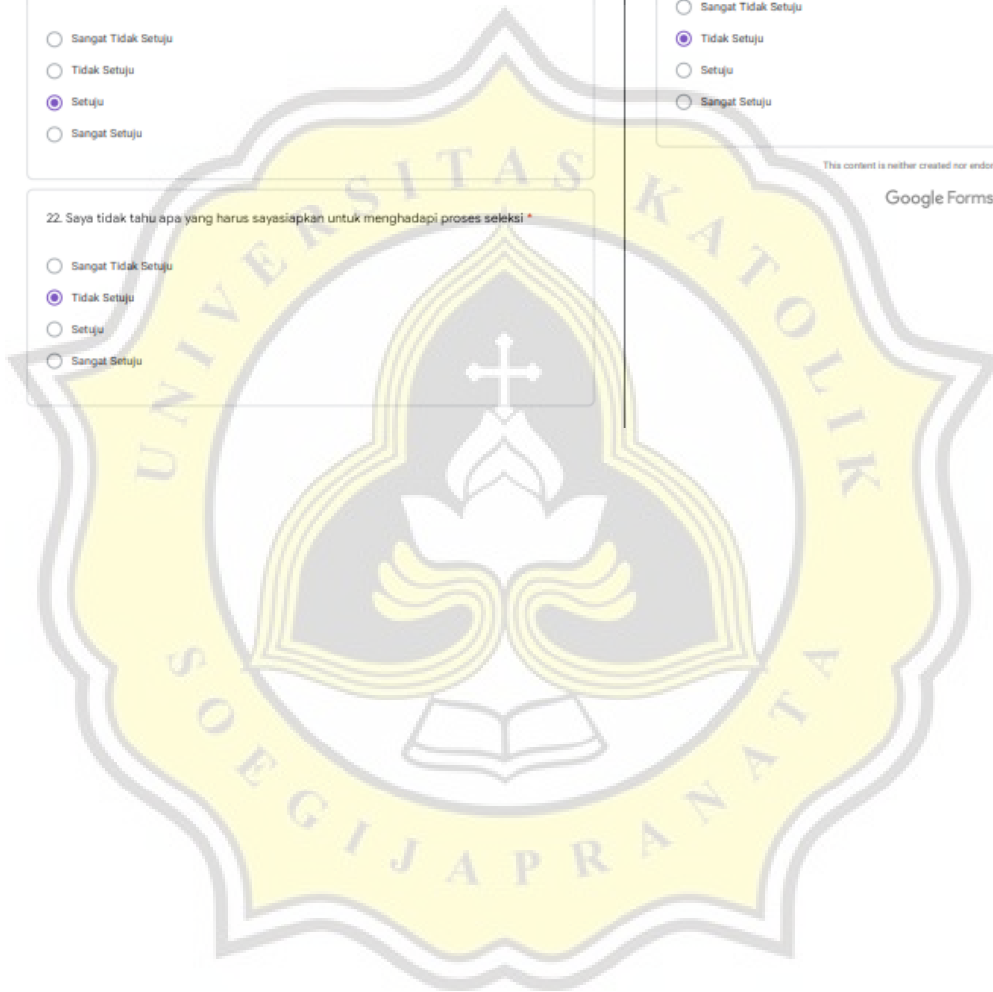 Sangat Tidak Setuju
Tidak Setuju
Setuju
Sangat Setuju
22. Saya tidak tahu apa yang harus sayasiapkan untuk menghadapi proses seleksi *
Sangat Tidak Setuju
Tidak Setuju
Setuju
Sangat Setuju
Sangat Tidak Setuju
Tidak Setuju
Setuju
Sangat Setuju
This content is neither created nor endor
Google Forms
UNIVERSITAS KATOLIK
SOEGIJAPRANATA